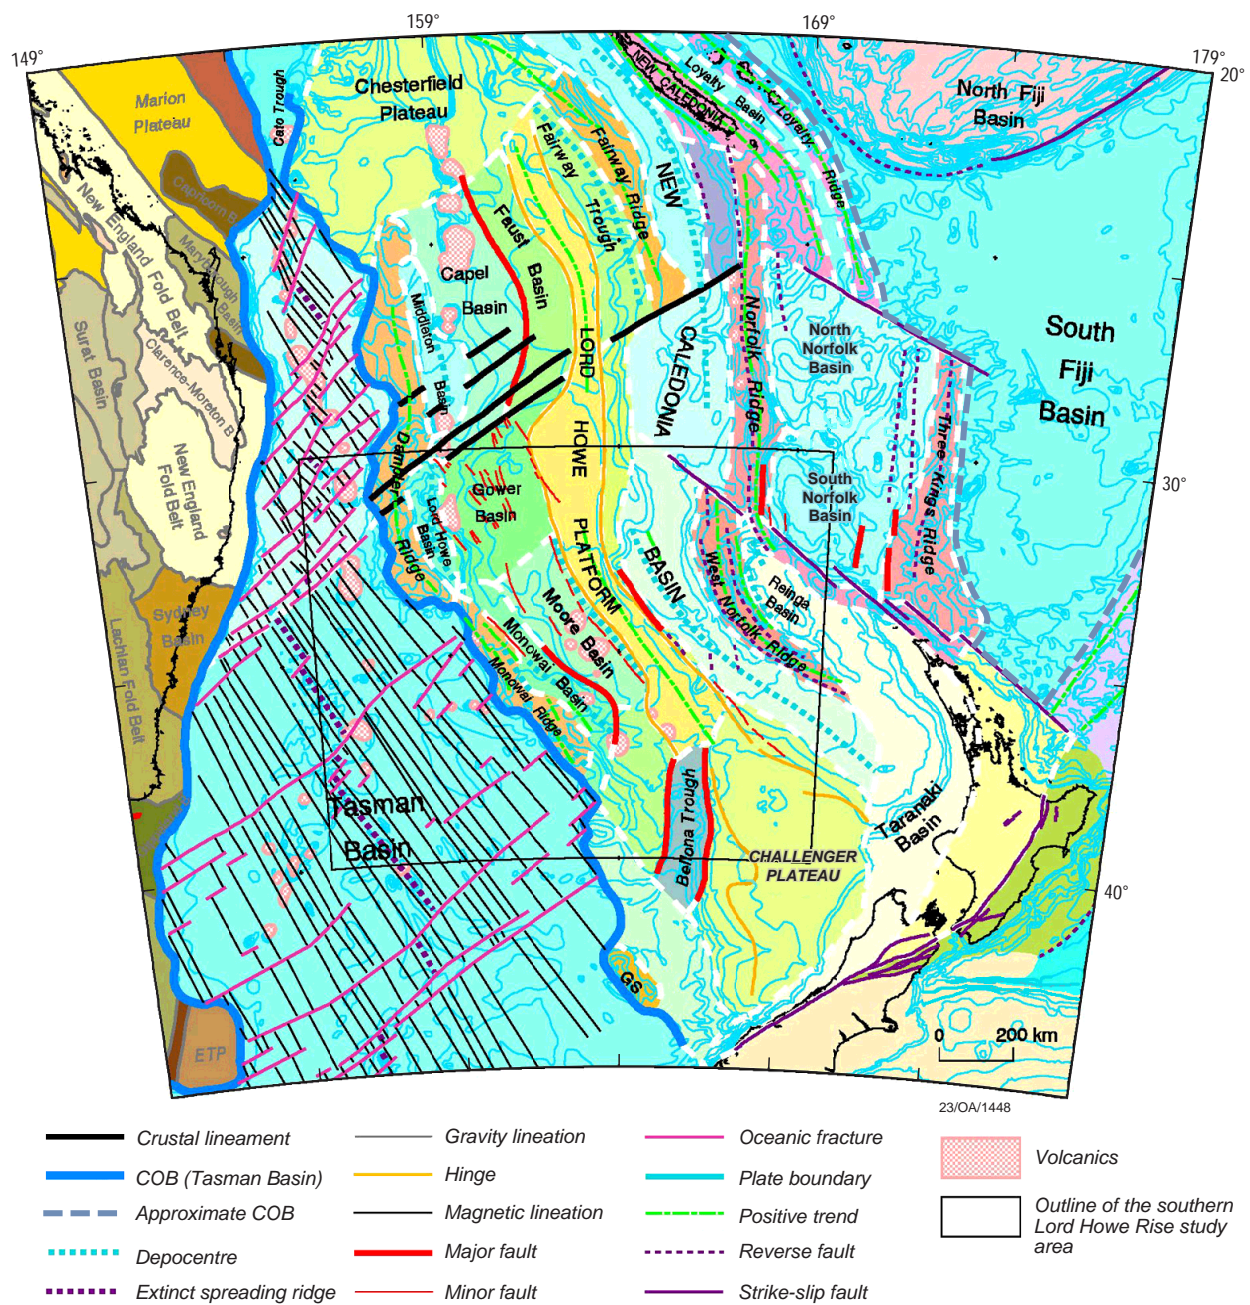 159°
169°
149°
179°
20°
Marion
Plateau
Cato Trough
Chesterfield
Plateau
NEW CALEDONIA
Loyalty
Basin
Loyalty
Ridge
North Fiji
Basin
Fairway
Trough
Fairway
Ridge
NEW
CALEDONIA
BASIN
Capricorn B
New England Fold Belt
Maryborough
Basin
Faust
Basin
Capel
Basin
Middleton
Basin
LORD
HOWE
PLATFORM
Norfolk
Ridge
North
Norfolk
Basin
South
Fiji
Basin
Surat Basin
Clarence-Moreton B
New England
Fold Belt
Dampier
Ridge
Lord Howe
Basin
Gower
Basin
South
Norfolk
Basin
Three Kings Ridge
30°
West Norfolk Ridge
Reinga
Basin
Sydney
Basin
Lachlan Fold Belt
Moore Basin
Monowai
Basin
Monowai Ridge
Tasman
Basin
Bellona Trough
CHALLENGER
PLATEAU
Taranaki
Basin
40°
GS
ETP
0 200 km
23/OA/1448
Crustal lineament
COB (Tasman Basin)
Approximate COB
Depocentre
Extinct spreading ridge
Gravity lineation
Hinge
Magnetic lineation
Major fault
Minor fault
Oceanic fracture
Plate boundary
Positive trend
Reverse fault
Strike-slip fault
Volcanics
Outline of the southern
Lord Howe Rise study
area